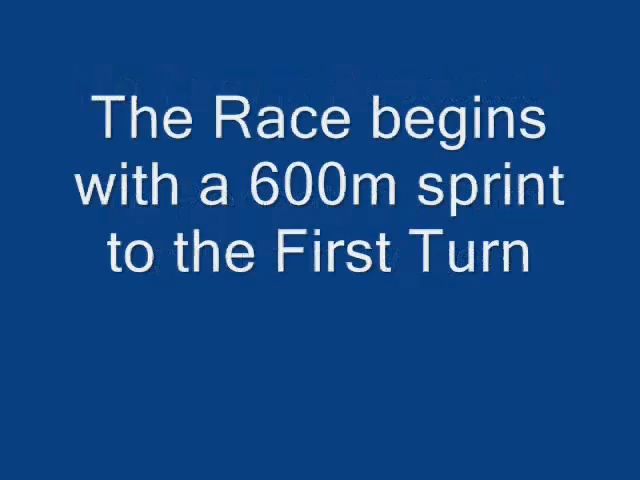 The Race begins
with a 600m sprint
to the First Turn